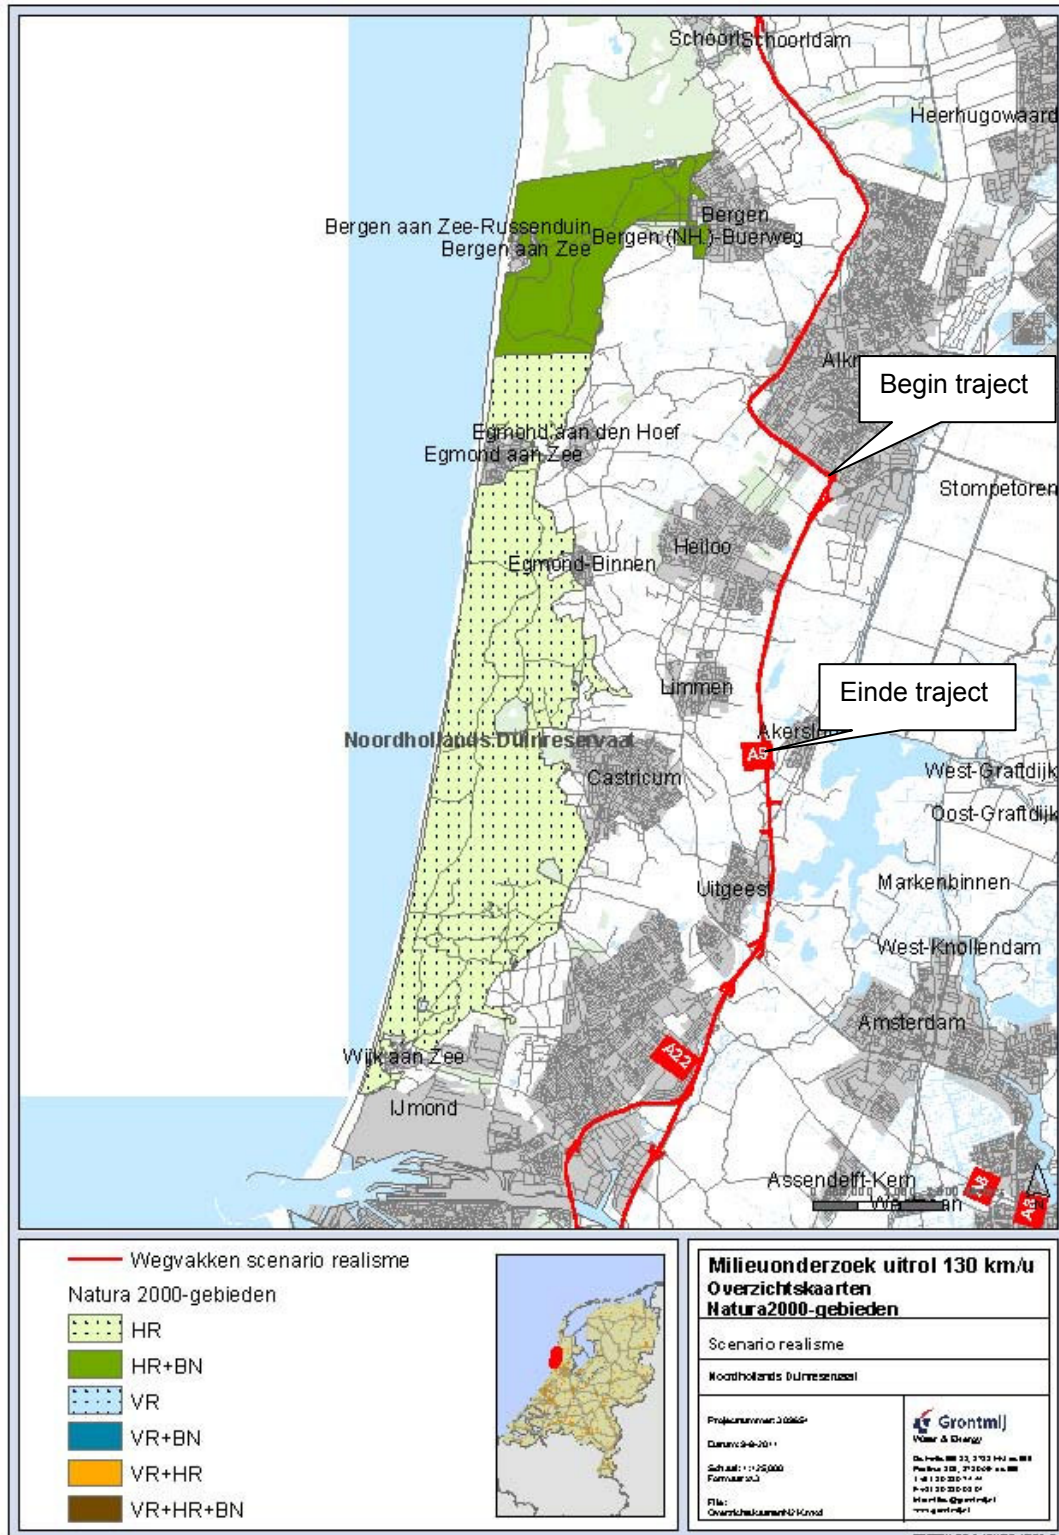 Schoorl Schoorldam
Heerhugowaard
Bergen
Bergen aan Zee-Russenduin
Bergen (NH.)-Buerweg
Bergen aan Zee
Begin traject
Egmond aan den Hoef
Egmond aan Zee
Stompetoren
Heiloo
Egmond-Binnen
Einde traject
Limmen
Noordhollands Duinreservaat
A9
West-Graftdijk
Castricum
Oost-Graftdijk
Uitgeest
Markenbinnen
West-Knollendam
Amsterdam
A22
Wijk aan Zee
IJmond
Assendelft-Kern
A8
A8
N
Wegvakken scenario realisme
Natura 2000-gebieden
HR
HR+BN
VR
VR+BN
VR+HR
VR+HR+BN
Milieuonderzoek uitrol 130 km/u
Overzichtskaarten
Natura2000-gebieden
Scenario realisme
Noordhollands Duinreservaat
Grontmij
Water & Energy